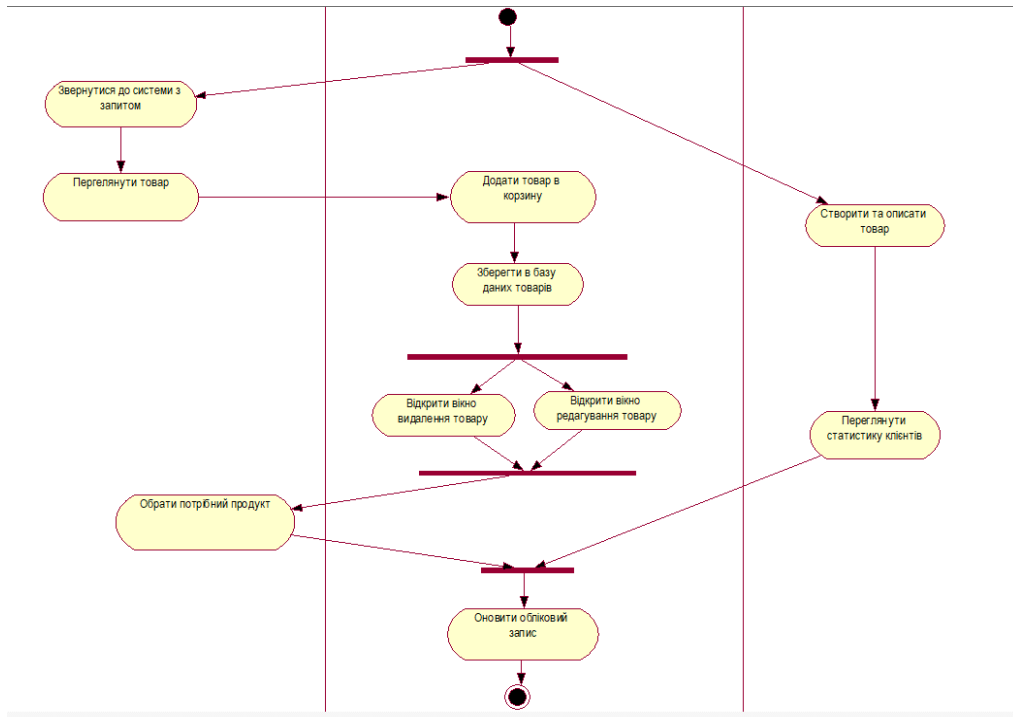 Звернутися до системи з
запитом
Пергелянути товар
Додати товар в
корзину
Створити та описати
товар
Зберегти в базу
даних товарів
Відкрити вікно
видалення товару
Відкрити вікно
редагування товару
Переглянути
статистику клієнтів
Обрати потрібний продукт
Оновити обліковий
запис